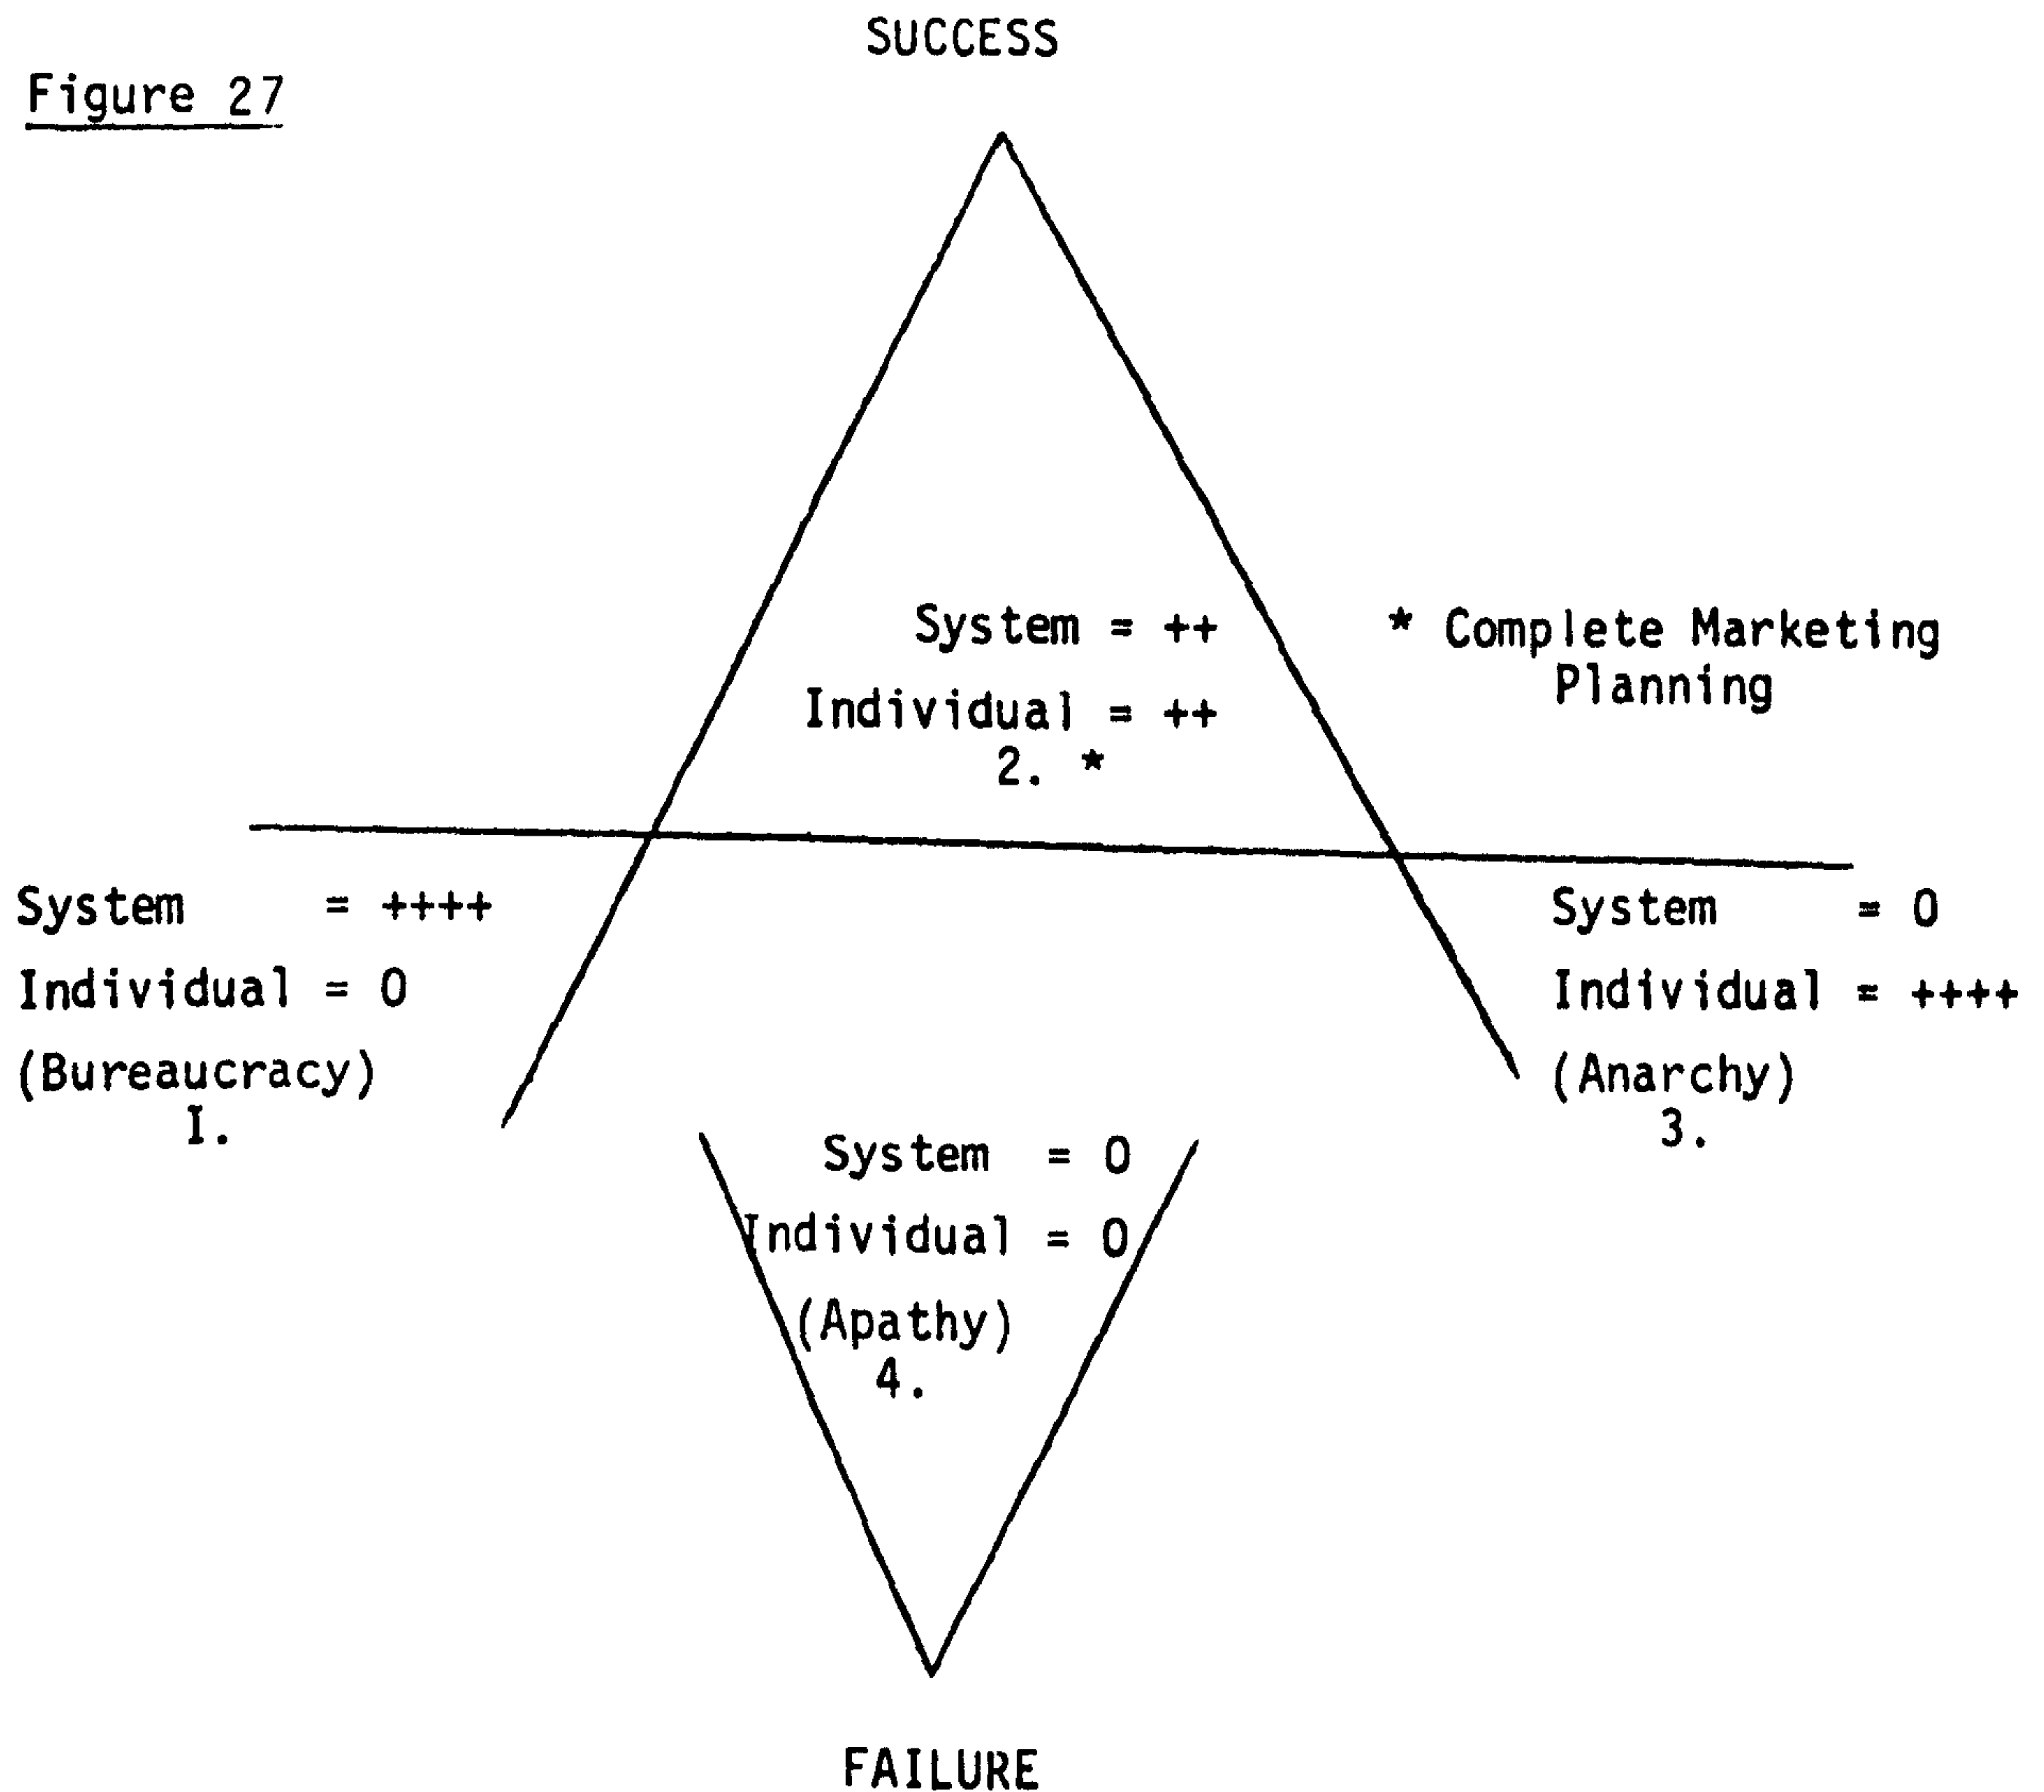 SUCCESS
Figure 27
System = ++
Individual = ++
2. *
* Complete Marketing
Planning
System = ++++
Individual = 0
(Bureaucracy)
1.
System = 0
Individual = ++++
(Anarchy)
3.
System = 0
Individual = 0
(Apathy)
4.
FAILURE